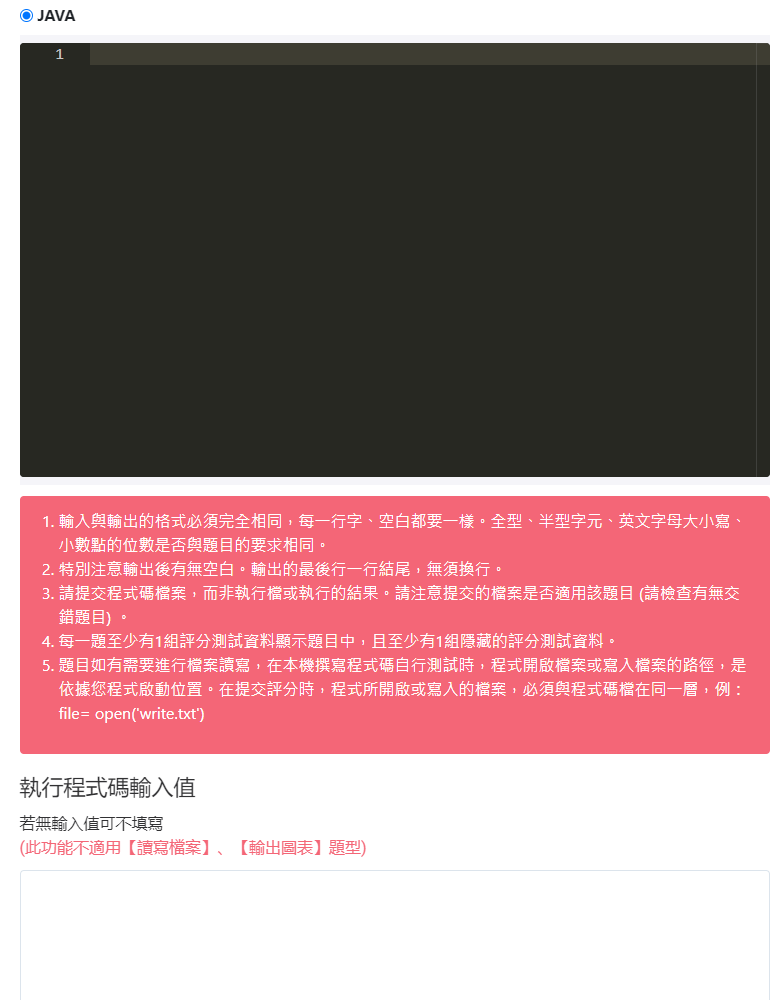 JAVA
1
1. 輸入與輸出的格式必須完全相同，每一行字、空白都要一樣。全型、半型字元、英文字母大小寫、
小數點的位數是否與題目的要求相同。
2. 特別注意輸出後有無空白。輸出的最後行一行結尾，無須換行。
3. 請提交程式碼檔案，而非執行檔或執行的結果。請注意提交的檔案是否適用該題目 (請檢查有無交
錯題目) 。
4. 每一題至少有1組評分測試資料顯示題目中，且至少有1組隱藏的評分測試資料。
5. 題目如有需要進行檔案讀寫，在本機撰寫程式碼自行測試時，程式開啟檔案或寫入檔案的路徑，是
依據您程式啟動位置。在提交評分時，程式所開啟或寫入的檔案，必須與程式碼檔在同一層，例：
file= open('write.txt')
執行程式碼輸入值
若無輸入值可不填寫
(此功能不適用【讀寫檔案】、【輸出圖表】題型)